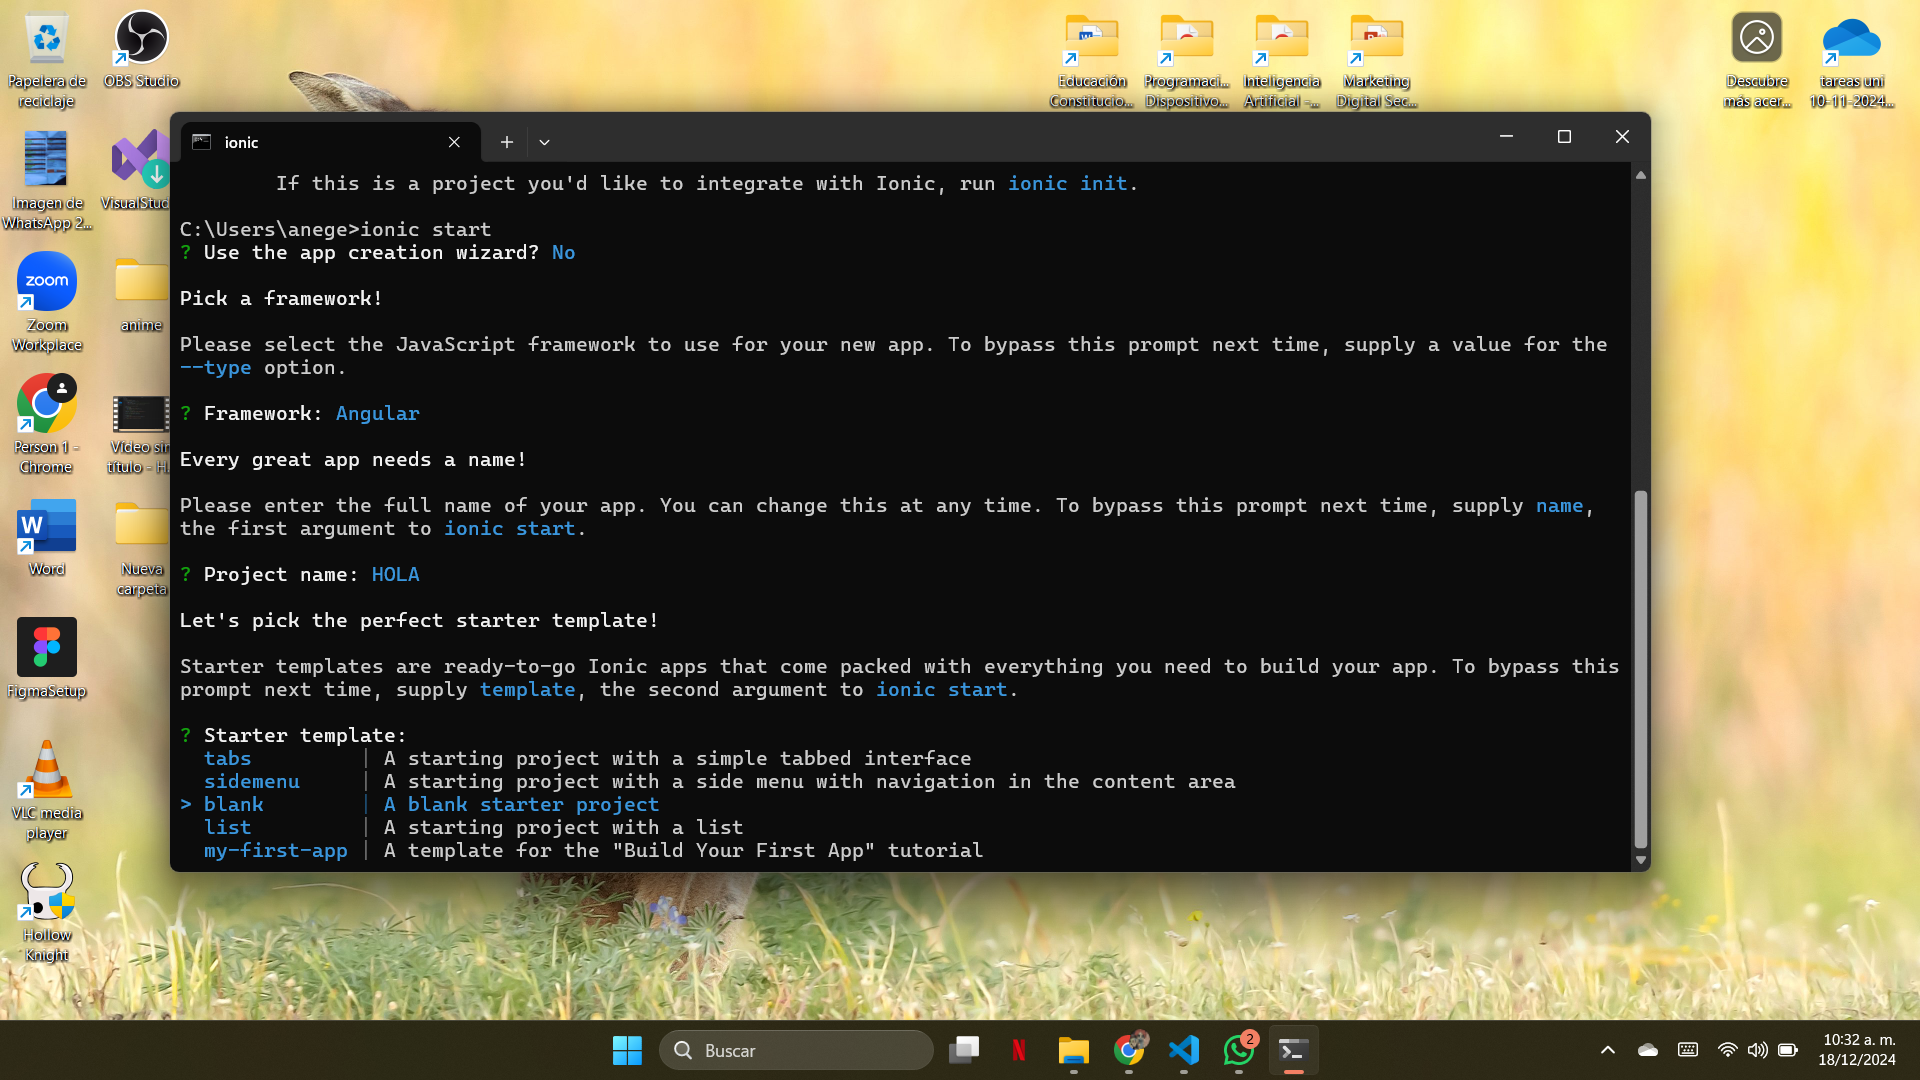 Papelera de
reciclaje
OBS Studio
Educación
Constitucio...
Programaci...
Dispositivo...
Inteligencia
Artificial -...
Marketing
Digital Sec...
Descubre
más acer...
tareas uni
10-11-2024...
Imagen de
WhatsApp 2...
VisualStud
zoom
Zoom
Workplace
anime
Person 1 -
Chrome
Vídeo sin
título - H
Word
Nueva
carpeta
FigmaSetup
VLC media
player
Hollow
Knight
ionic
If this is a project you'd like to integrate with Ionic, run ionic init.
C:\Users\anege>ionic start
? Use the app creation wizard? No
Pick a framework!
Please select the JavaScript framework to use for your new app. To bypass this prompt next time, supply a value for the
--type option.
? Framework: Angular
Every great app needs a name!
Please enter the full name of your app. You can change this at any time. To bypass this prompt next time, supply name,
the first argument to ionic start.
? Project name: HOLA
Let's pick the perfect starter template!
Starter templates are ready-to-go Ionic apps that come packed with everything you need to build your app. To bypass this
prompt next time, supply template, the second argument to ionic start.
? Starter template:
tabs | A starting project with a simple tabbed interface
sidemenu | A starting project with a side menu with navigation in the content area
> blank | A blank starter project
list | A starting project with a list
my-first-app | A template for the "Build Your First App" tutorial
Buscar
2
10:32 a. m.
18/12/2024